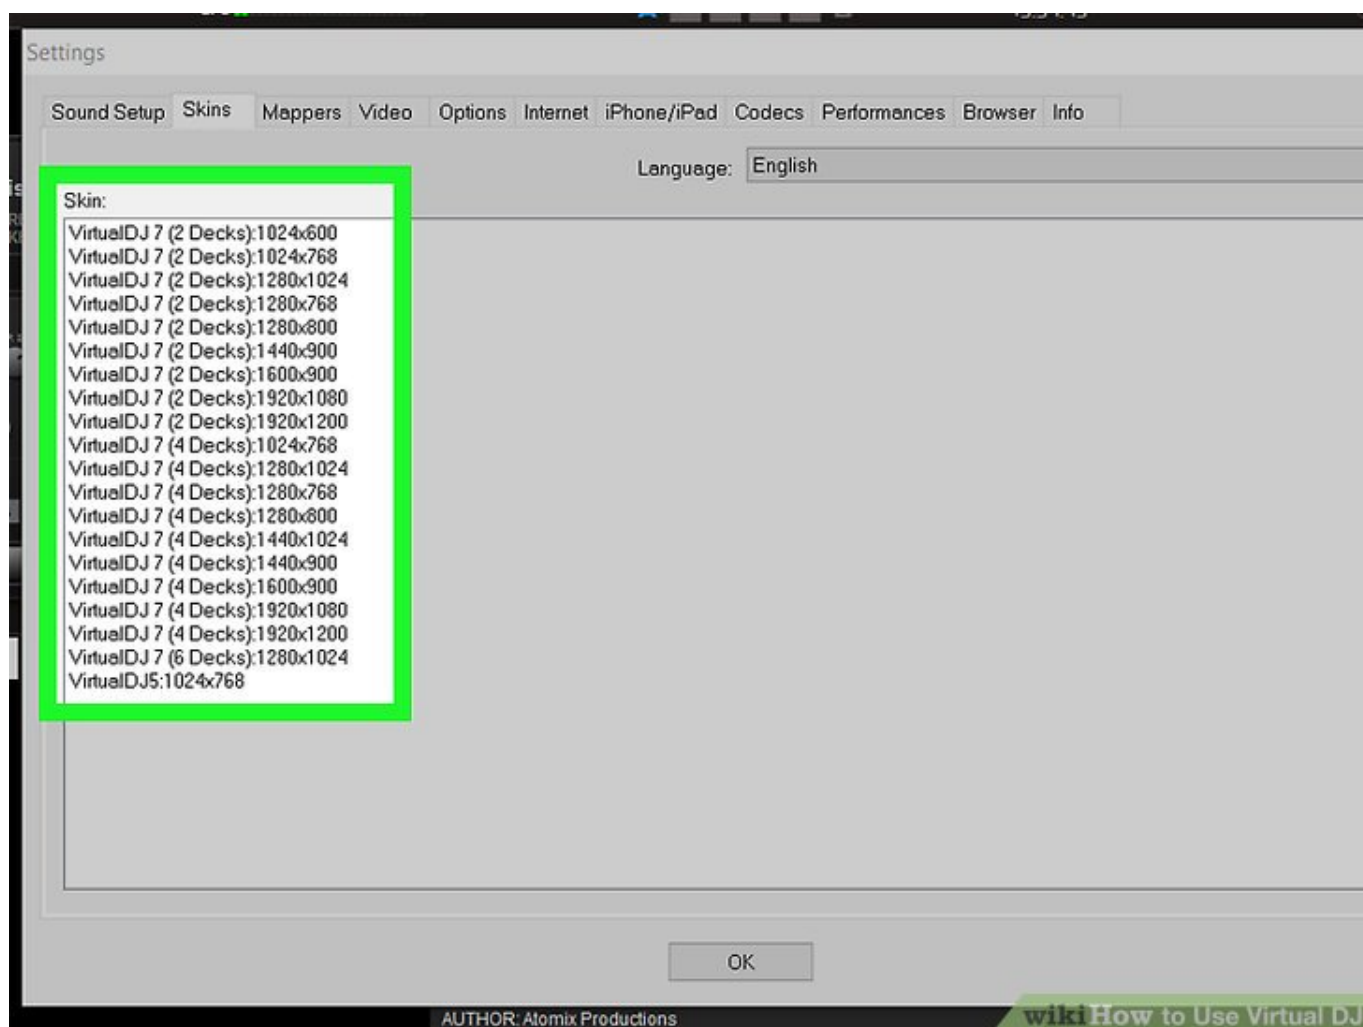 Settings
Sound Setup Skins Mappers Video Options Internet iPhone/iPad Codecs Performances Browser Info
Language: English
Skin:
VirtualDJ 7 (2 Decks):1024x600
VirtualDJ 7 (2 Decks):1024x768
VirtualDJ 7 (2 Decks):1280x1024
VirtualDJ 7 (2 Decks):1280x768
VirtualDJ 7 (2 Decks):1280x800
VirtualDJ 7 (2 Decks):1440x900
VirtualDJ 7 (2 Decks):1600x900
VirtualDJ 7 (2 Decks):1920x1080
VirtualDJ 7 (2 Decks):1920x1200
VirtualDJ 7 (4 Decks):1024x768
VirtualDJ 7 (4 Decks):1280x1024
VirtualDJ 7 (4 Decks):1280x768
VirtualDJ 7 (4 Decks):1280x800
VirtualDJ 7 (4 Decks):1440x1024
VirtualDJ 7 (4 Decks):1440x900
VirtualDJ 7 (4 Decks):1600x900
VirtualDJ 7 (4 Decks):1920x1080
VirtualDJ 7 (4 Decks):1920x1200
VirtualDJ 7 (6 Decks):1280x1024
VirtualDJ5:1024x768
OK
AUTHOR: Atomix Productions
wikiHow to Use Virtual DJ